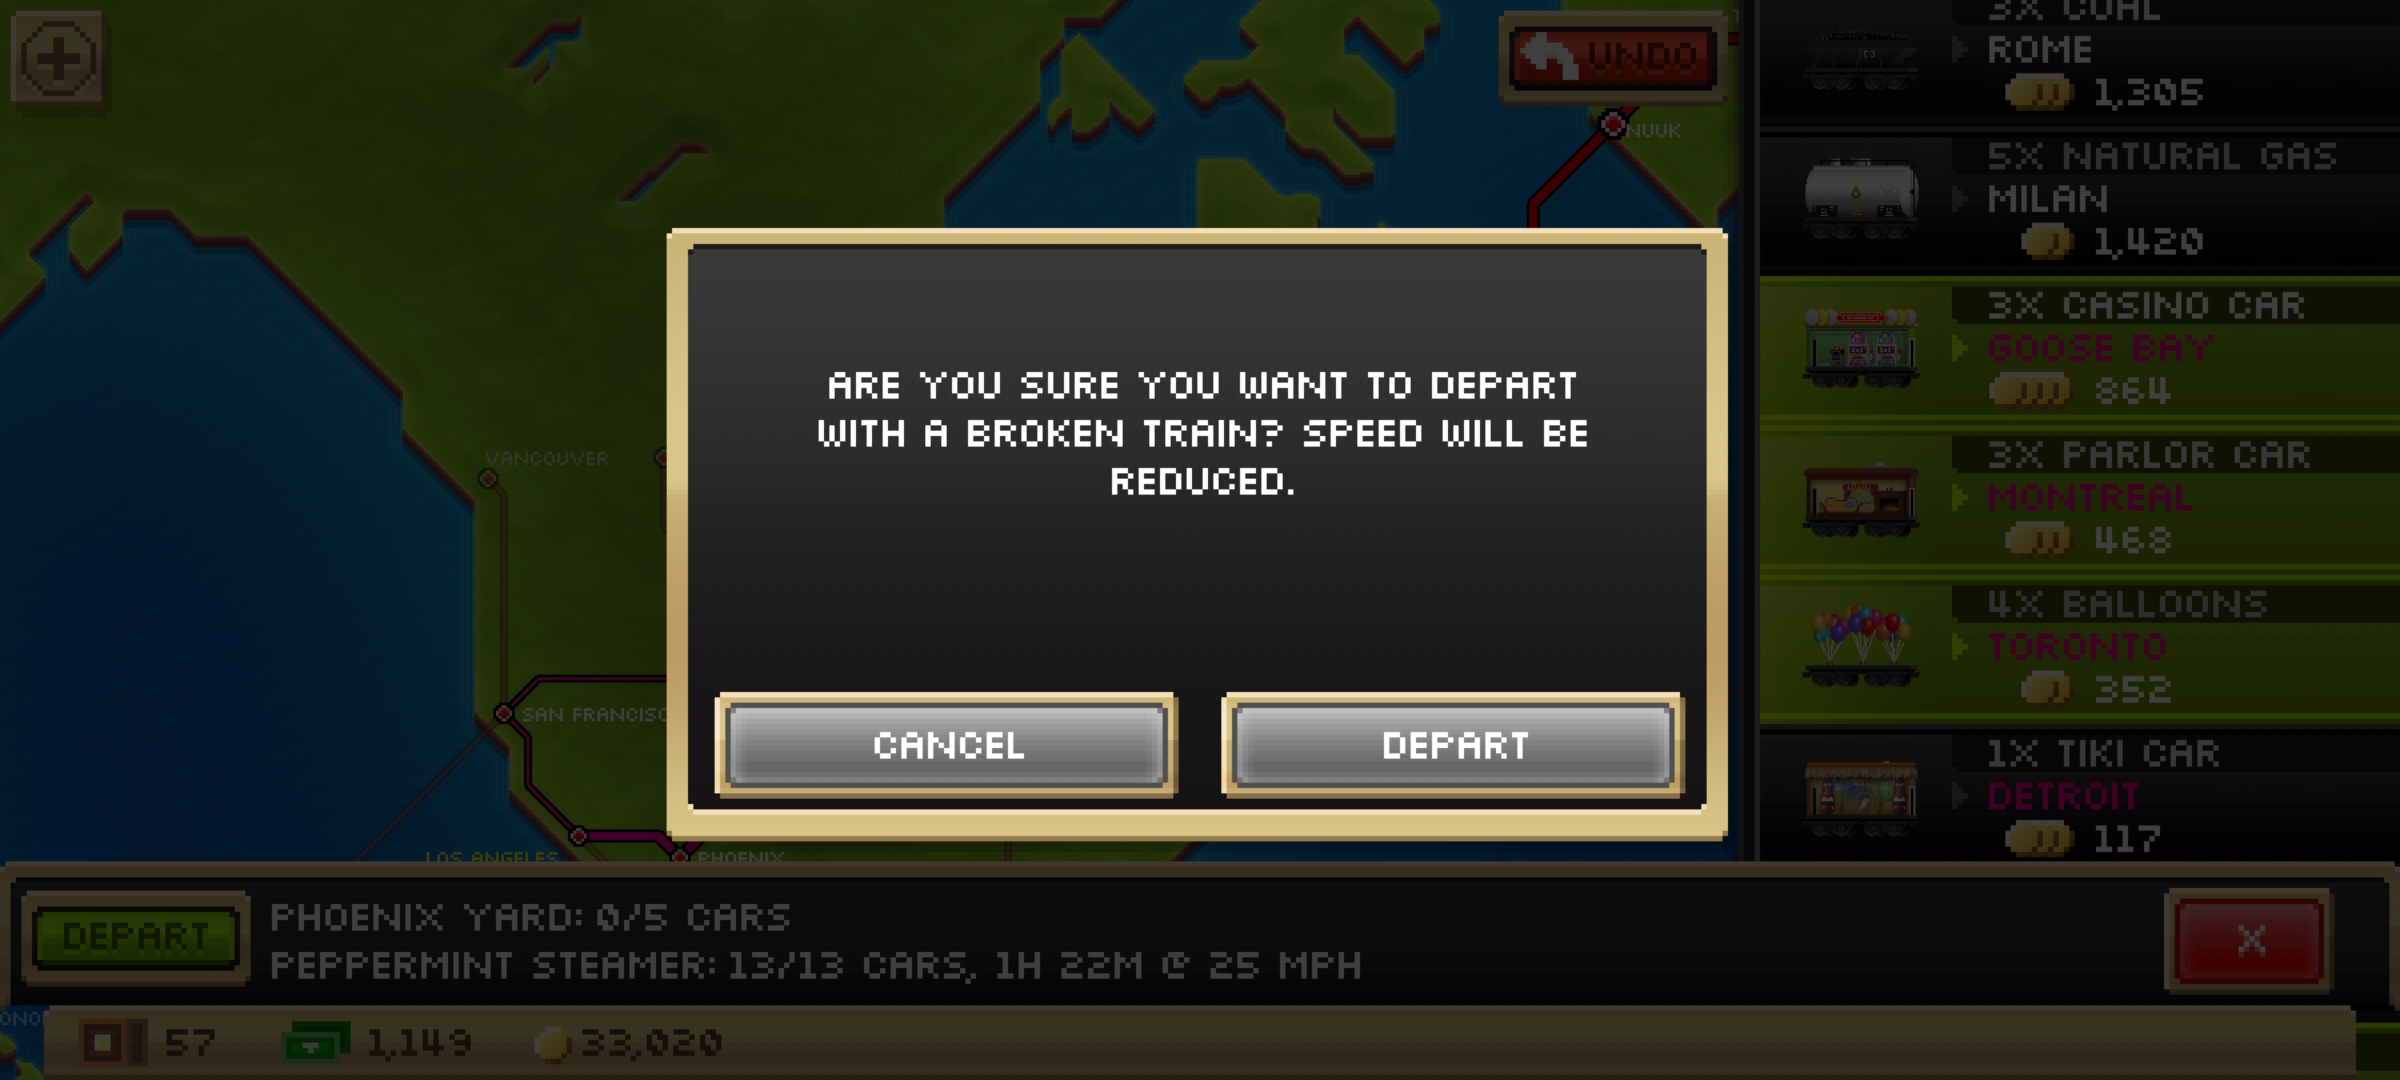 UNDO
NUUK
VANCOUVER
SAN FRANCISC
LOS ANGELES
PHOENIX
3X COAL
ROME
1,305
5X NATURAL GAS
MILAN
1,420
3X CASINO CAR
GOOSE BAY
864
3X PARLOR CAR
MONTREAL
468
4X BALLOONS
TORONTO
352
1X TIKI CAR
DETROIT
117
ARE YOU SURE YOU WANT TO DEPART
WITH A BROKEN TRAIN? SPEED WILL BE
REDUCED.
CANCEL
DEPART
DEPART
PHOENIX YARD: 0/5 CARS
PEPPERMINT STEAMER: 13/13 CARS, 1H 22M @ 25 MPH
X
57
1,149
33,020